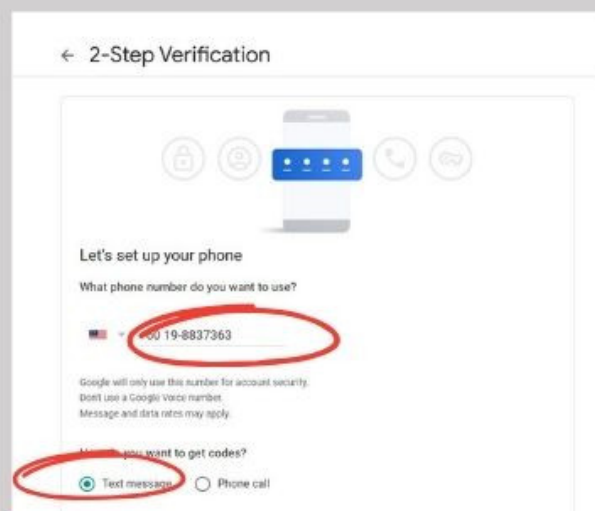 2-Step Verification
Let's set up your phone
What phone number do you want to use?
19-8837363
Google will only use this number for account security.
Don't use a Google Voice number.
Message and data rates may apply.
you want to get codes?
Text message
Phone call